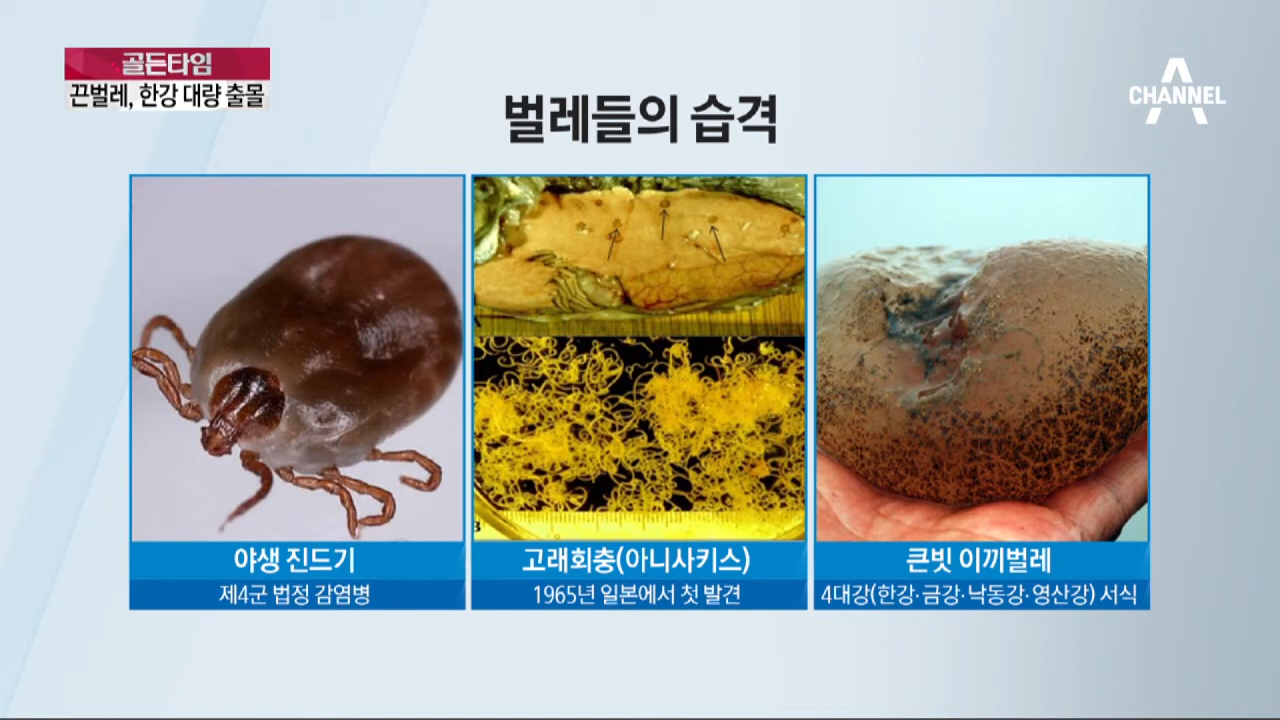 골든타임
끈벌레, 한강 대량 출몰
CHANNEL A
벌레들의 습격
야생 진드기
제4군 법정 감염병
고래회충(아니사키스)
1965년 일본에서 첫 발견
큰빗 이끼벌레
4대강(한강·금강·낙동강·영산강) 서식